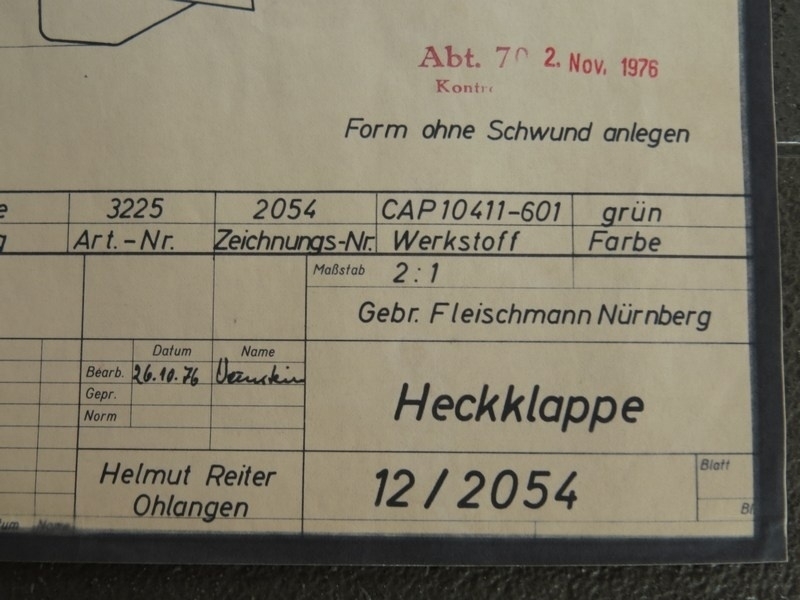 Abt. 2. Nov. 1976
Form ohne Schwund anlegen
3225 2054 CAP10411-601 grün
Art.-Nr. Zeichnungs-Nr. Werkstoff Farbe
Maßstab 2:1
Gebr. Fleischmann Nürnberg
Datum Name
Bearb. 26.10.76
Gepr.
Norm
Heckklappe
Helmut Reiter
Ohlangen
12/2054
Blatt